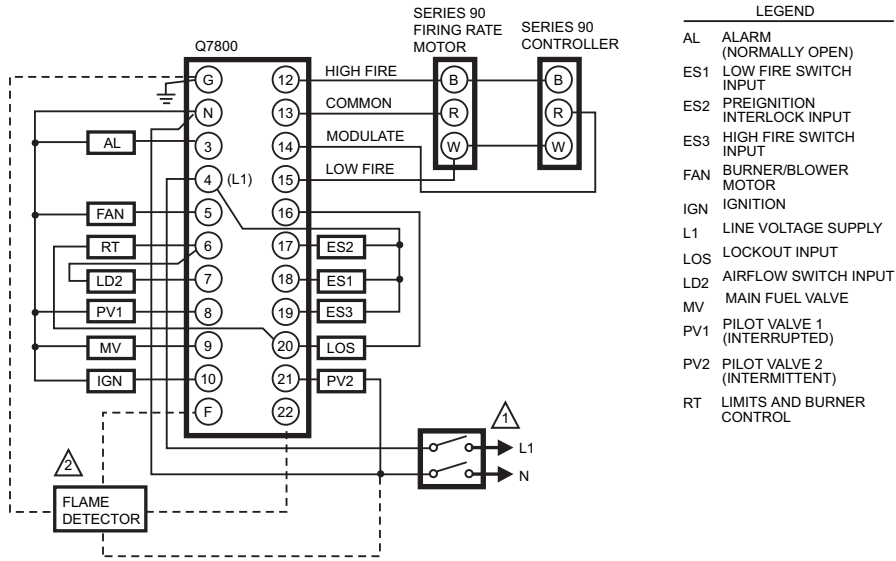 Q7800
SERIES 90
FIRING RATE
MOTOR
SERIES 90
CONTROLLER
G
N
3
4
(L1)
5
6
7
8
9
10
F
12
13
14
15
16
17
18
19
20
21
22
AL
FAN
RT
LD2
PV1
MV
IGN
HIGH FIRE
COMMON
MODULATE
LOW FIRE
B
R
W
B
R
W
ES2
ES1
ES3
LOS
PV2
1
L1
N
2
FLAME
DETECTOR
LEGEND
AL ALARM
(NORMALLY OPEN)
ES1 LOW FIRE SWITCH
INPUT
ES2 PREIGNITION
INTERLOCK INPUT
ES3 HIGH FIRE SWITCH
INPUT
FAN BURNER/BLOWER
MOTOR
IGN IGNITION
L1 LINE VOLTAGE SUPPLY
LOS LOCKOUT INPUT
LD2 AIRFLOW SWITCH INPUT
MV MAIN FUEL VALVE
PV1 PILOT VALVE 1
(INTERRUPTED)
PV2 PILOT VALVE 2
(INTERMITTENT)
RT LIMITS AND BURNER
CONTROL